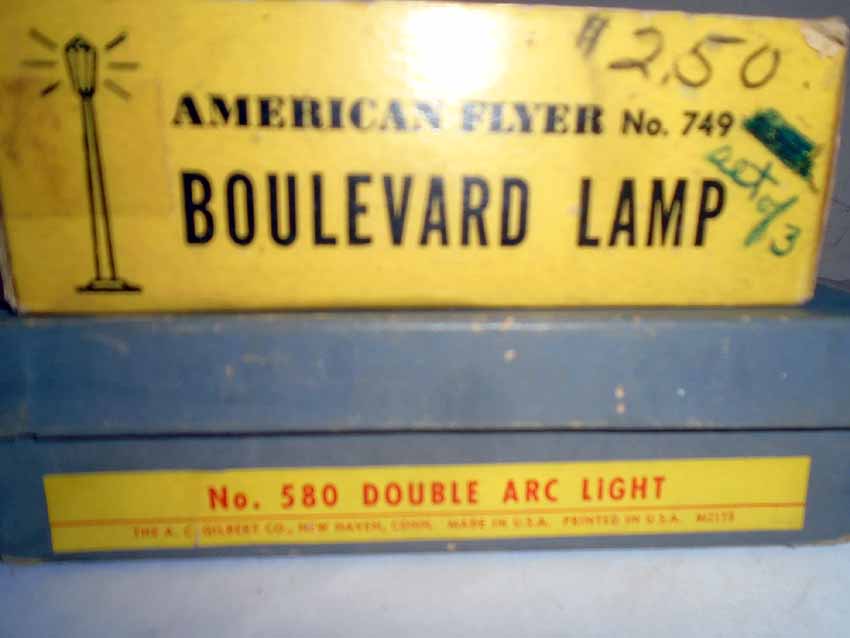 $2.50
AMERICAN FLYER No. 749
set of 3
BOULEVARD LAMP
No. 580 DOUBLE ARC LIGHT
THE A. C. GILBERT CO., NEW HAVEN, CONN. MADE IN U.S.A. PRINTED IN U.S.A.